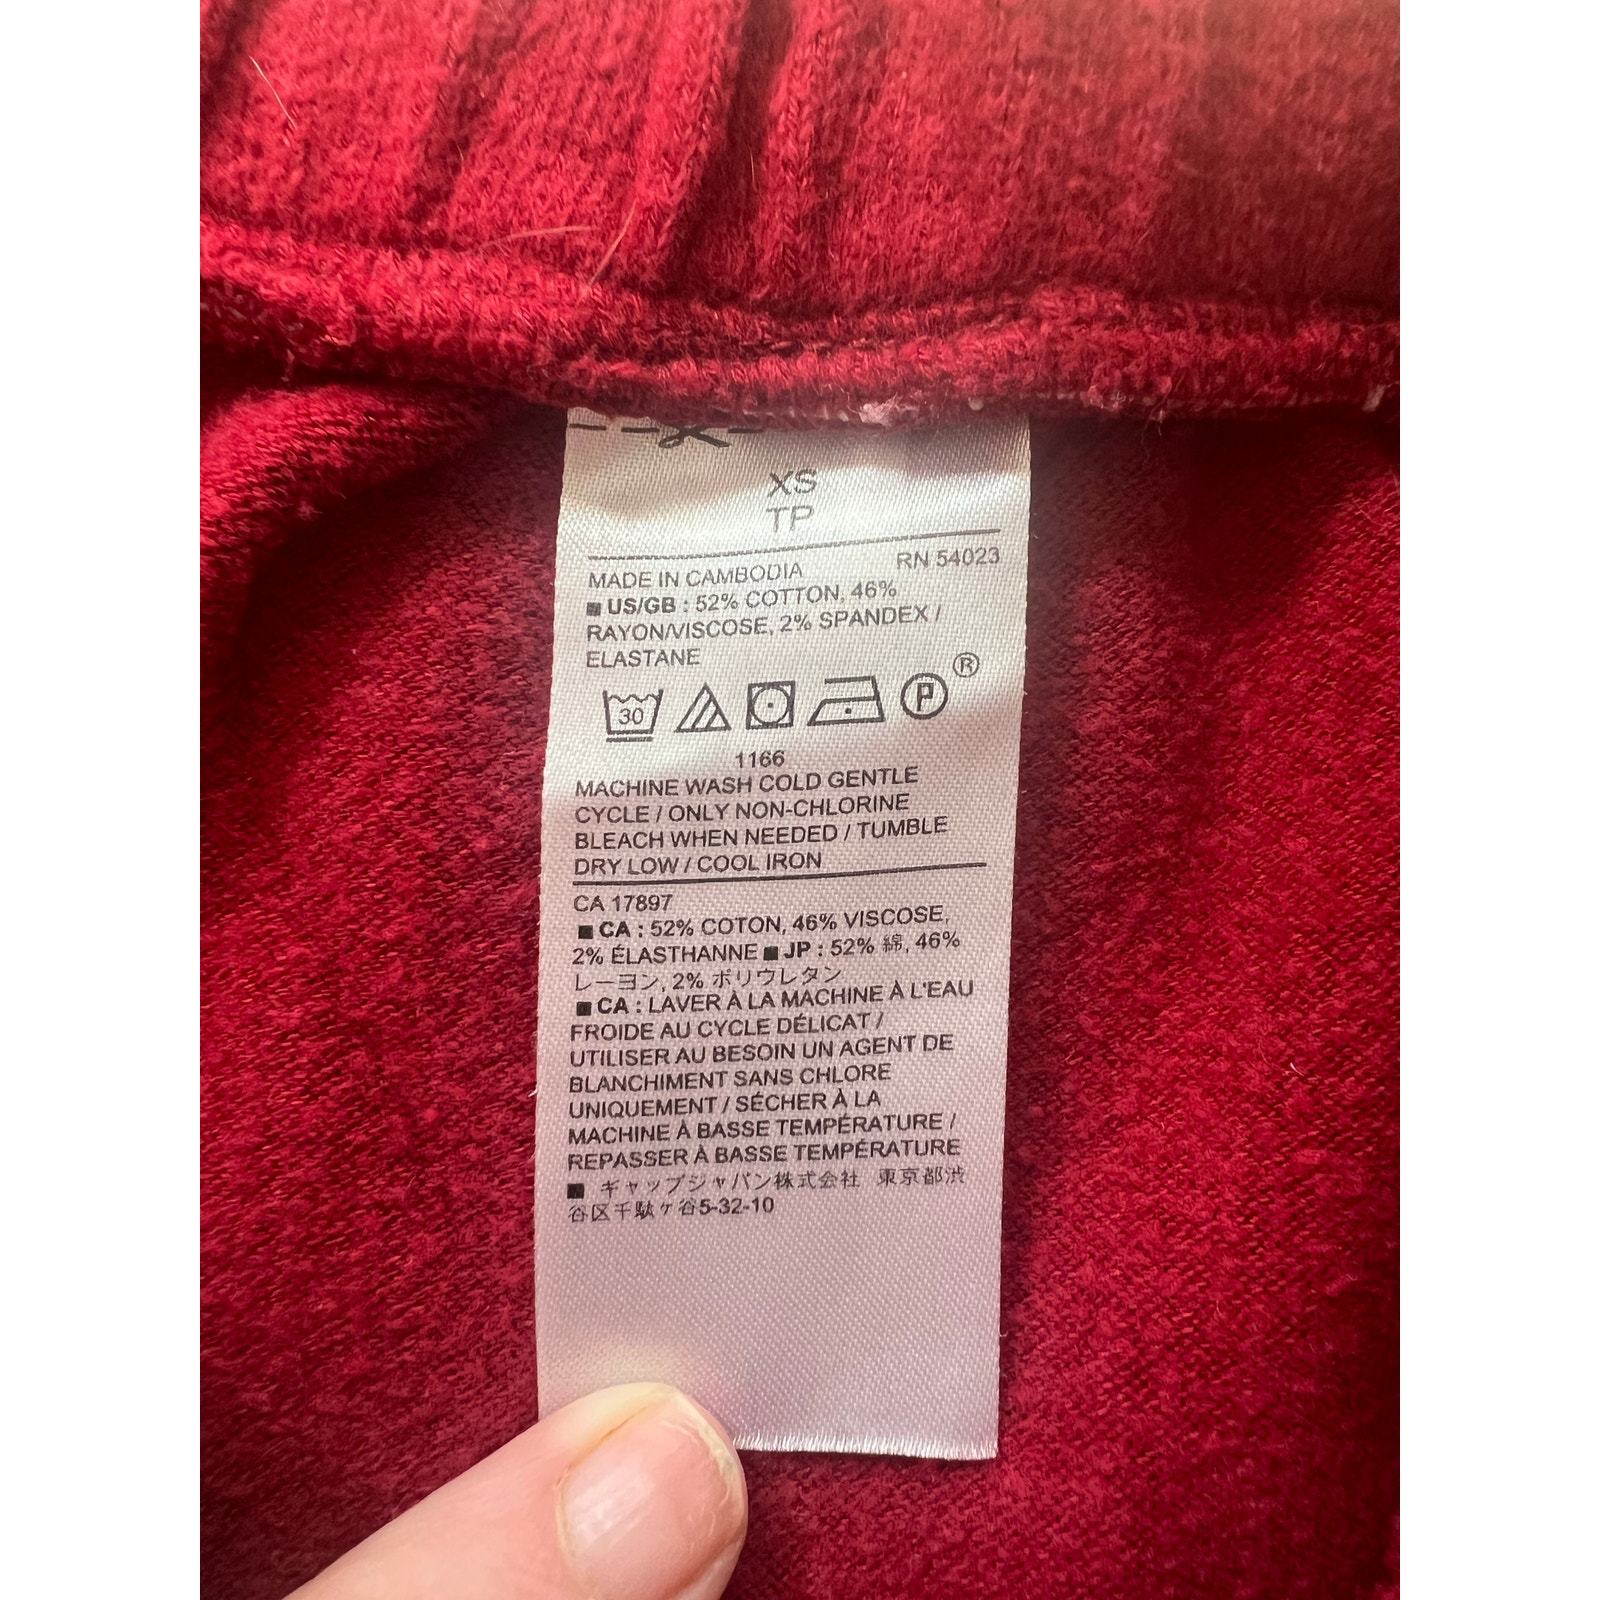 XS
TP
RN 54023
MADE IN CAMBODIA
■ US/GB : 52% COTTON, 46%
RAYON/VISCOSE, 2% SPANDEX /
ELASTANE
30 P ®
1166
MACHINE WASH COLD GENTLE
CYCLE / ONLY NON-CHLORINE
BLEACH WHEN NEEDED / TUMBLE
DRY LOW / COOL IRON
CA 17897
■ CA : 52% COTON, 46% VISCOSE,
2% ÉLASTHANNE ■ JP : 52% 綿, 46%
レーヨン, 2% ポリウレタン
■ CA : LAVER À LA MACHINE À L'EAU
FROIDE AU CYCLE DÉLICAT /
UTILISER AU BESOIN UN AGENT DE
BLANCHIMENT SANS CHLORE
UNIQUEMENT / SÉCHER À LA
MACHINE À BASSE TEMPÉRATURE /
REPASSER À BASSE TEMPÉRATURE
■ ギャップジャパン株式会社 東京都渋
谷区千駄ケ谷5-32-10